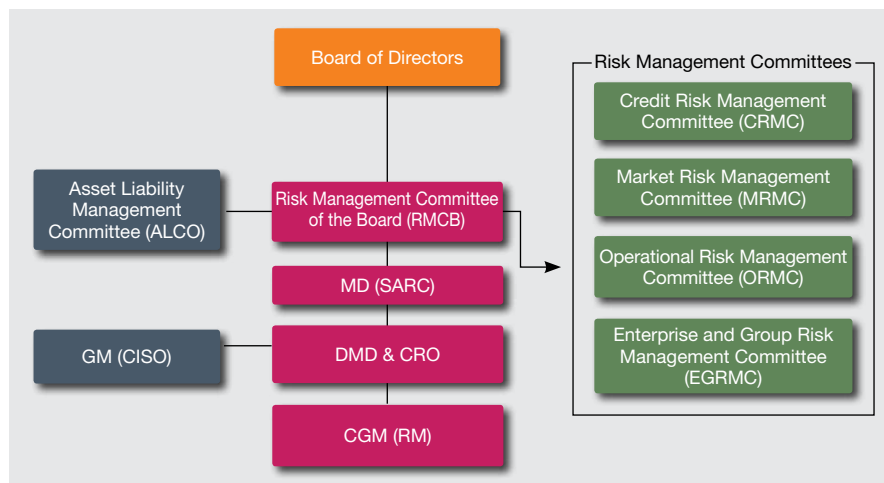 Board of Directors
Asset Liability
Management
Committee (ALCO)
Risk Management Committee
of the Board (RMCB)
MD (SARC)
GM (CISO)
DMD & CRO
CGM (RM)
Risk Management Committees
Credit Risk Management
Committee (CRMC)
Market Risk Management
Committee (MRMC)
Operational Risk Management
Committee (ORMC)
Enterprise and Group Risk
Management Committee
(EGRMC)